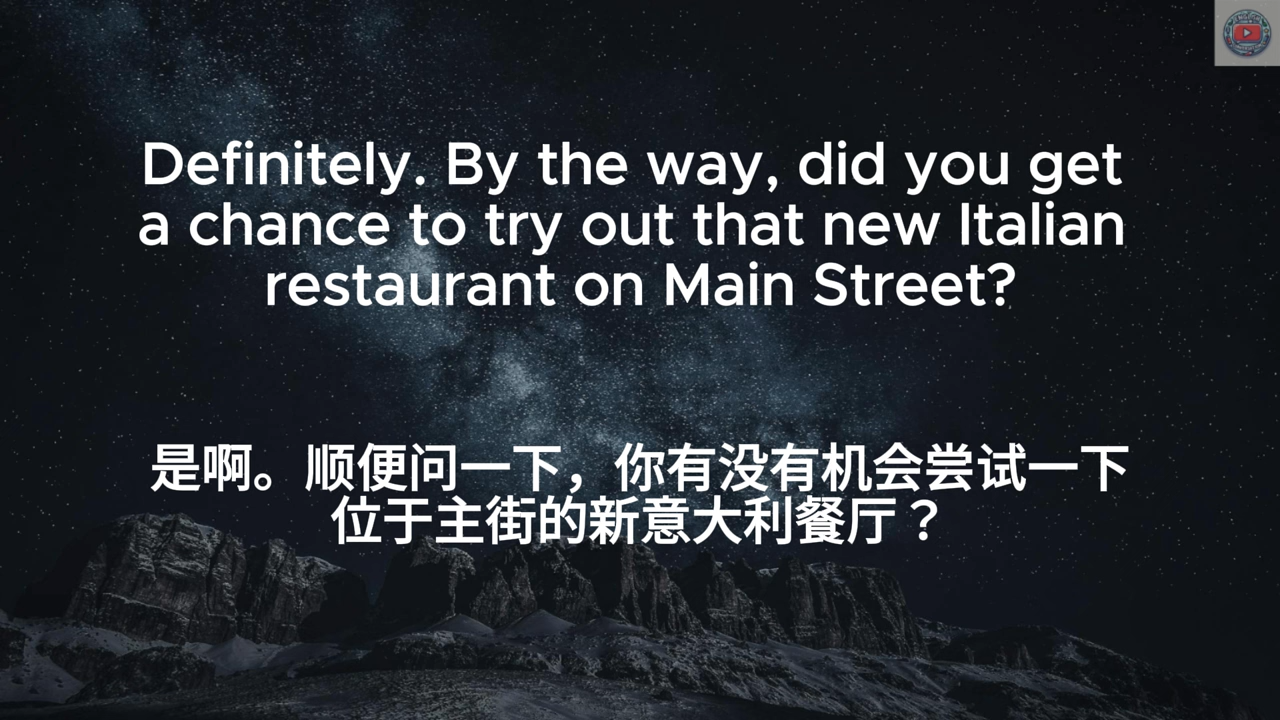 Definitely. By the way, did you get
a chance to try out that new Italian
restaurant on Main Street?
是啊。顺便问一下，你有没有机会尝试一下
位于主街的新意大利餐厅？